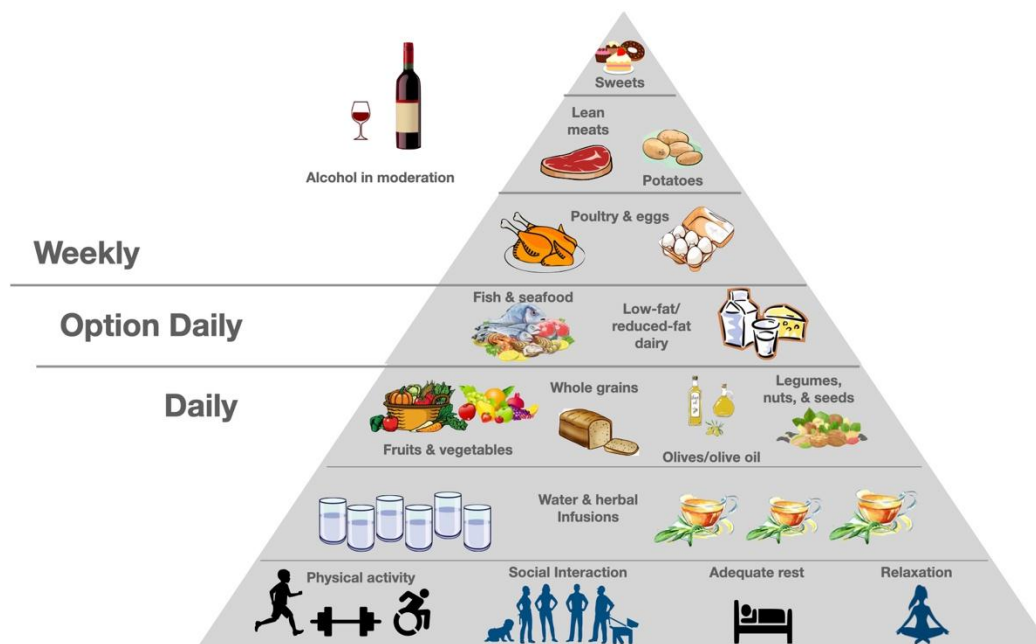 Sweets
Lean
meats
Potatoes
Alcohol in moderation
Poultry & eggs
Weekly
Fish & seafood
Low-fat/
reduced-fat
dairy
Option Daily
Daily
Whole grains
Legumes,
nuts, & seeds
Fruits & vegetables
Olives/olive oil
Water & herbal
Infusions
Physical activity
Social Interaction
Adequate rest
Relaxation